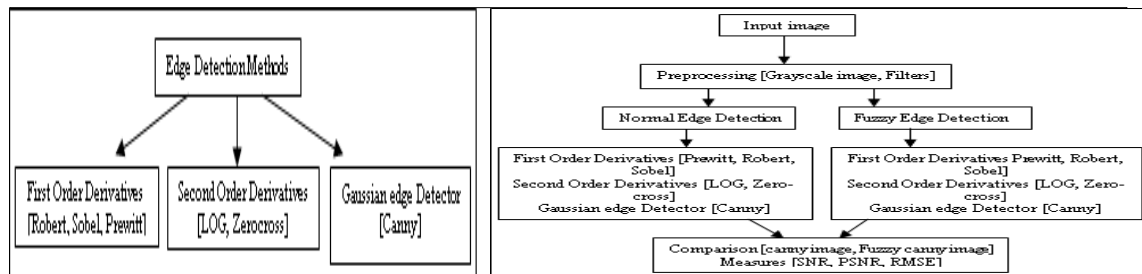 Edge Detection Methods
First Order Derivatives
[Robert, Sobel, Prewitt]
Second Order Derivatives
[LOG, Zerocross]
Gaussian edge Detector
[Canny]
Input image
Preprocessing [Grayscale image, Filters]
Normal Edge Detection
Fuzzy Edge Detection
First Order Derivatives [Prewitt, Robert,
Sobel]
Second Order Derivatives [LOG, Zero-
cross]
Gaussian edge Detector [Canny]
First Order Derivatives Prewitt, Robert,
Sobel]
Second Order Derivatives [LOG, Zero-
cross]
Gaussian edge Detector [Canny]
Comparison [canny image, Fuzzy canny image]
Measures [SNR, PSNR, RMSE]